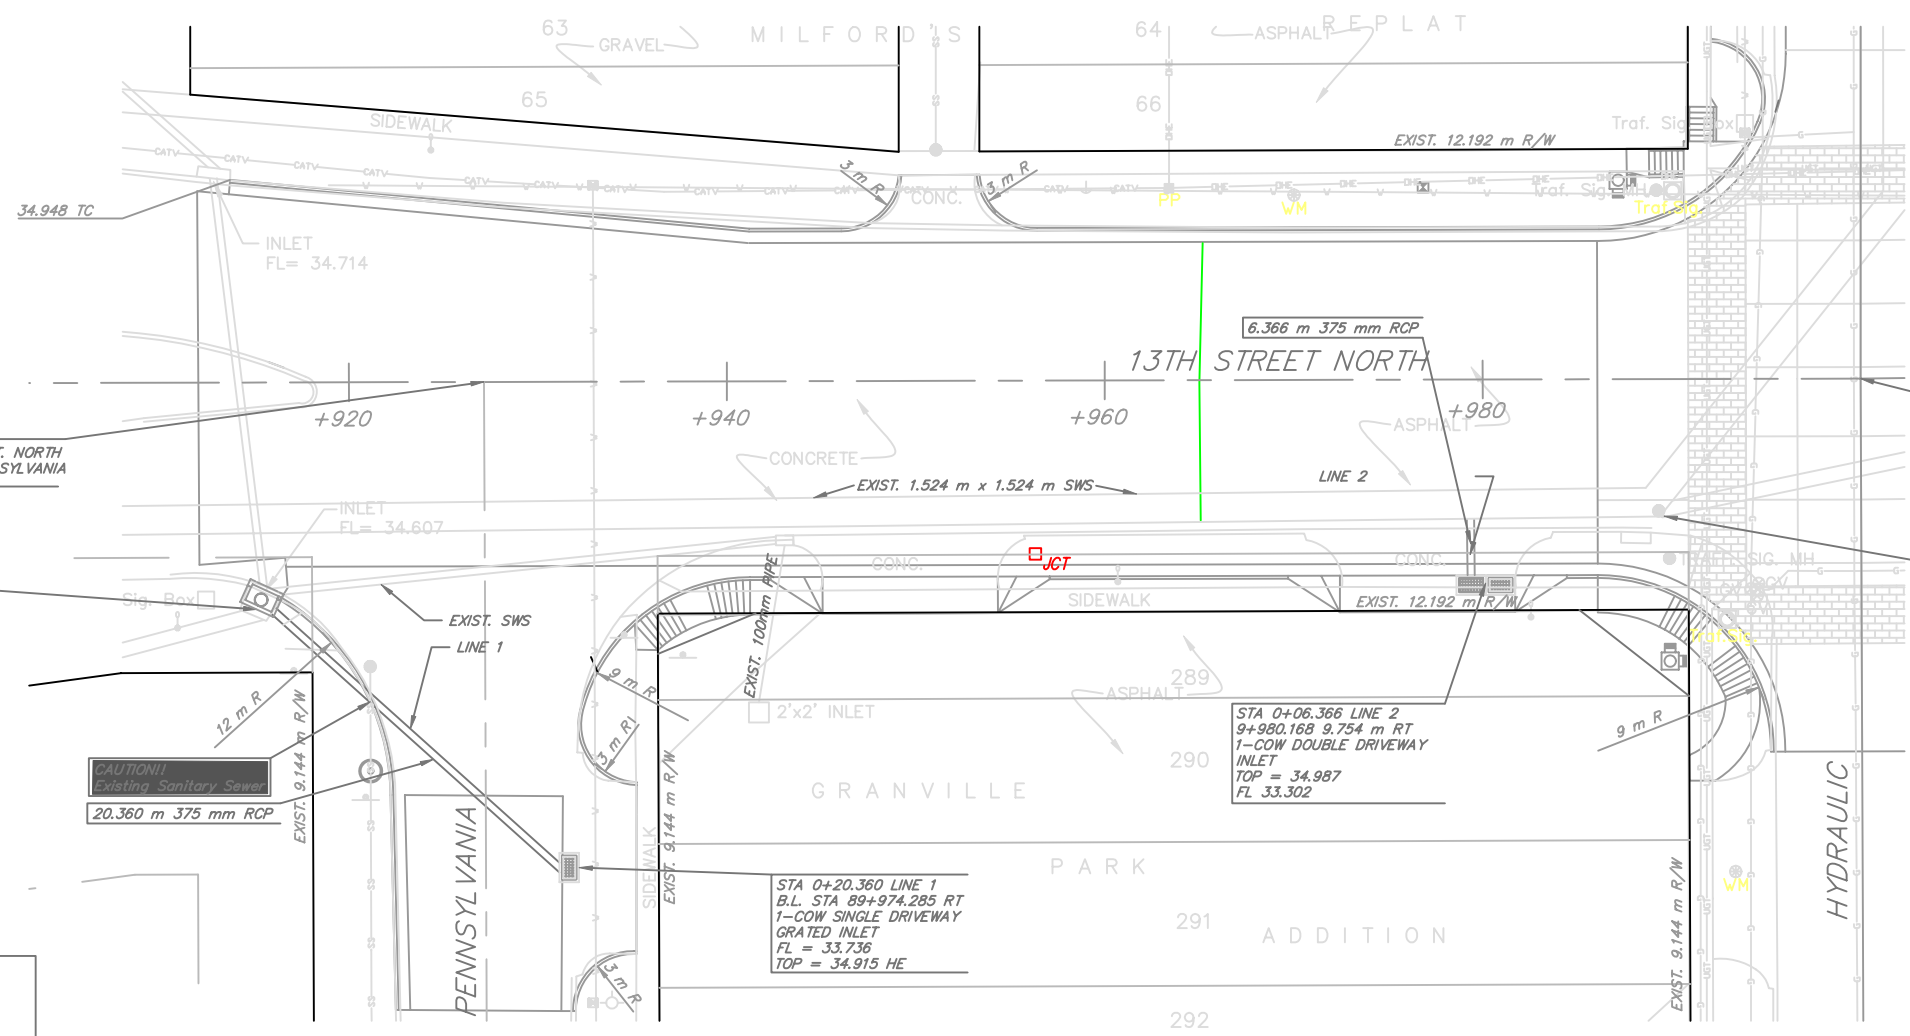 63
GRAVEL
MILFORD'S
64
ASPHALT
REPLAT
65
66
SIDEWALK
Traf. Sig. Box
EXIST. 12.192 m R/W
CATV
3 m R
3 m R
CONC.
OHE
PP
WM
Traf. Sig. MH
Traf.Sig.
34.948 TC
INLET
FL= 34.714
6.366 m 375 mm RCP
13TH STREET NORTH
+920
+940
+960
+980
ASPHALT
T. NORTH
SYLVANIA
CONCRETE
EXIST. 1.524 m x 1.524 m SWS
LINE 2
INLET
FL= 34.607
JCT
CONC.
CONC.
SIG. MH
Sig. Box
EXIST. SWS
LINE 1
EXIST. 100mm PIPE
SIDEWALK
EXIST. 12.192 m R/W
Traf.Sig.
12 m R
EXIST. 9.144 m R/W
9 m R
3 m R
2'x2' INLET
ASPHALT
289
STA 0+06.366 LINE 2
9+980.168 9.754 m RT
1-COW DOUBLE DRIVEWAY
INLET
TOP = 34.987
FL 33.302
9 m R
CAUTION!!
Existing Sanitary Sewer
20.360 m 375 mm RCP
290
GRANVILLE
EXIST. 9.144 m R/W
SIDEWALK
PENNSYLVANIA
HYDRAULIC
PARK
STA 0+20.360 LINE 1
B.L. STA 89+974.285 RT
1-COW SINGLE DRIVEWAY
GRATED INLET
FL = 33.736
TOP = 34.915 HE
WM
291
ADDITION
EXIST. 9.144 m R/W
3 m R
292